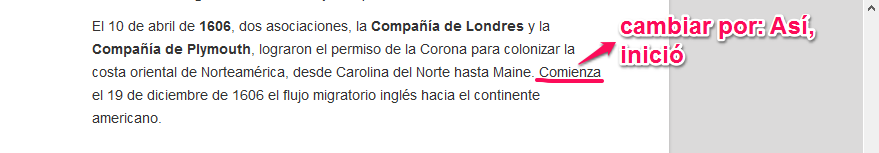 El 10 de abril de 1606, dos asociaciones, la Compañía de Londres y la
Compañía de Plymouth, lograron el permiso de la Corona para colonizar la
costa oriental de Norteamérica, desde Carolina del Norte hasta Maine. Comienza
el 19 de diciembre de 1606 el flujo migratorio inglés hacia el continente
americano.
cambiar por: Así,
inició